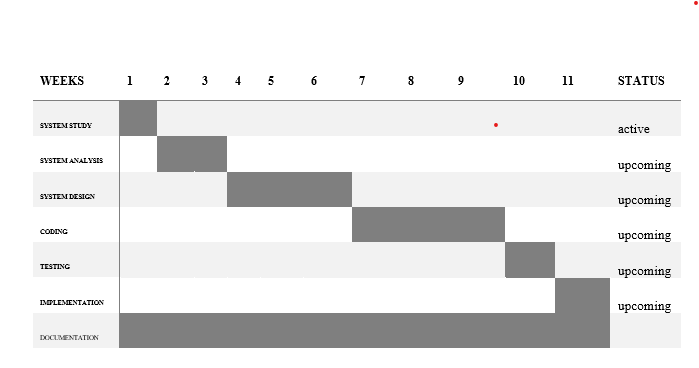 WEEKS 1 2 3 4 5 6 7 8 9 10 11 STATUS
SYSTEM STUDY active
SYSTEM ANALYSIS upcoming
SYSTEM DESIGN upcoming
CODING upcoming
TESTING upcoming
IMPLEMENTATION upcoming
DOCUMENTATION